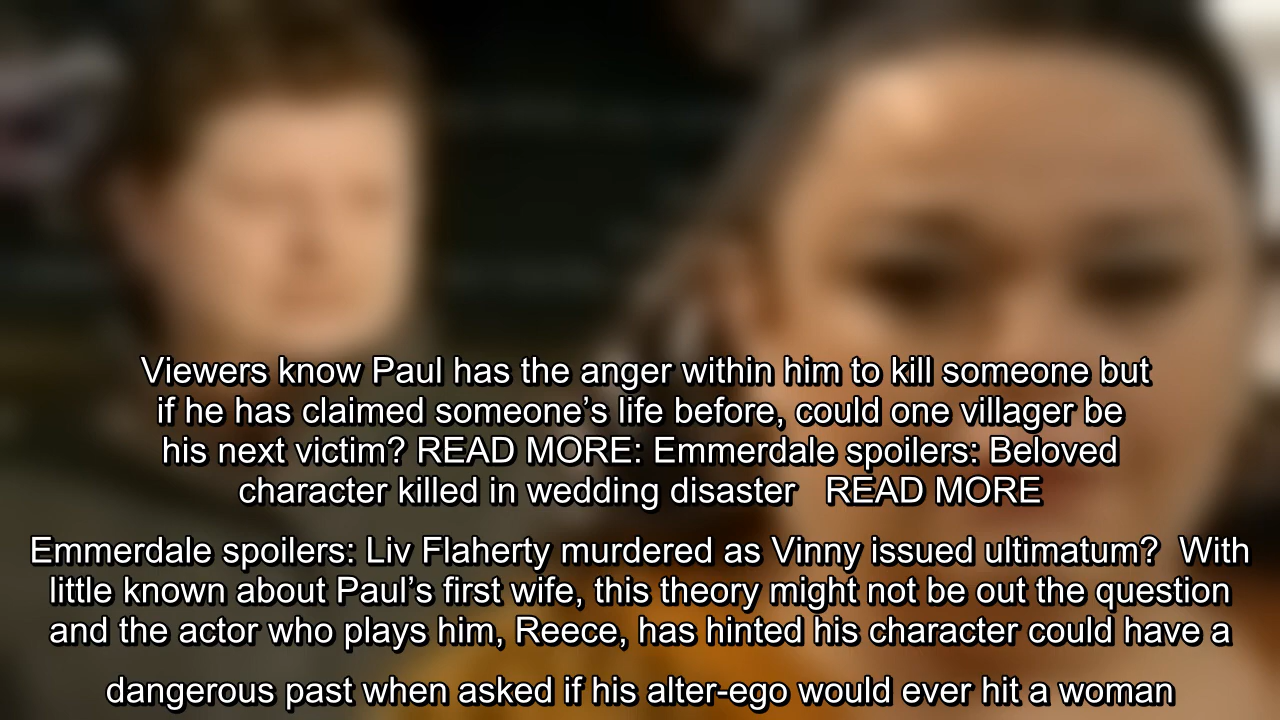 Viewers know Paul has the anger within him to kill someone but
if he has claimed someone’s life before, could one villager be
his next victim? READ MORE: Emmerdale spoilers: Beloved
character killed in wedding disaster   READ MORE
Emmerdale spoilers: Liv Flaherty murdered as Vinny issued ultimatum?  With
little known about Paul’s first wife, this theory might not be out the question
and the actor who plays him, Reece, has hinted his character could have a
dangerous past when asked if his alter-ego would ever hit a woman